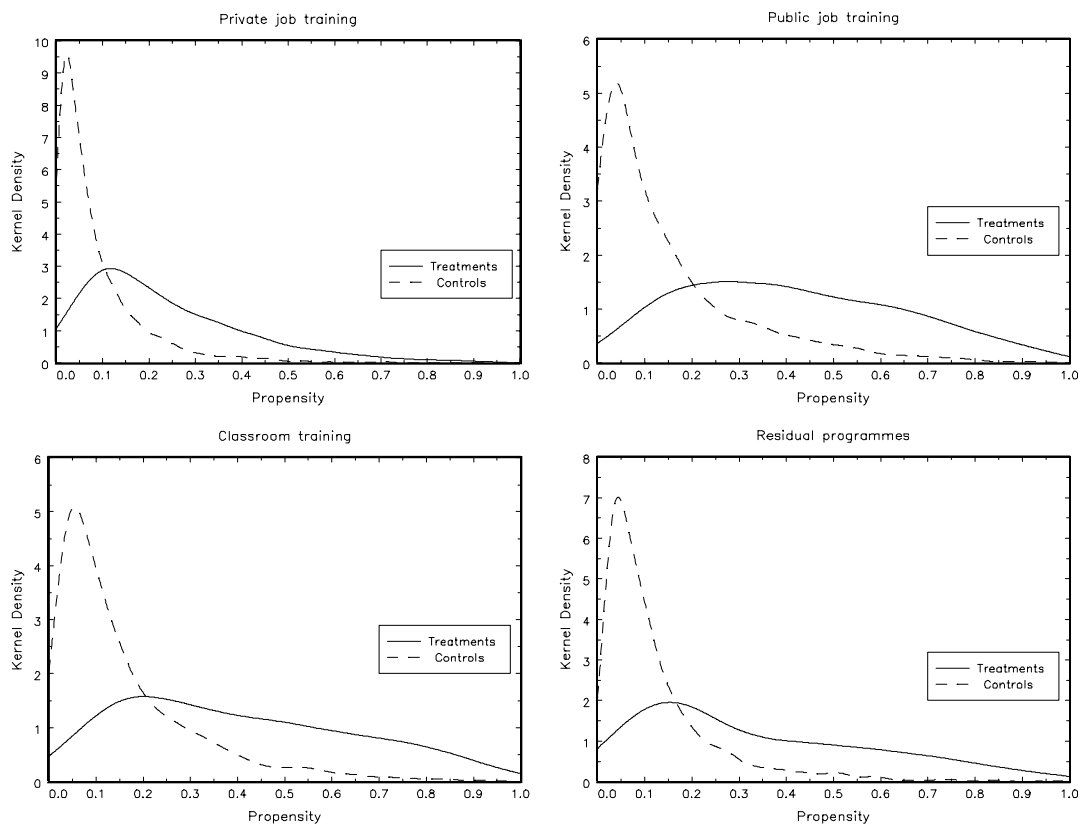 Private job training
10
9
8
7
6
5
4
3
2
1
0
Kernel Density
Treatments
Controls
0.0 0.1 0.2 0.3 0.4 0.5 0.6 0.7 0.8 0.9 1.0
Propensity
Public job training
6
5
4
3
2
1
0
Kernel Density
Treatments
Controls
0.0 0.1 0.2 0.3 0.4 0.5 0.6 0.7 0.8 0.9 1.0
Propensity
Classroom training
6
5
4
3
2
1
0
Kernel Density
Treatments
Controls
0.0 0.1 0.2 0.3 0.4 0.5 0.6 0.7 0.8 0.9 1.0
Propensity
Residual programmes
8
7
6
5
4
3
2
1
0
Kernel Density
Treatments
Controls
0.0 0.1 0.2 0.3 0.4 0.5 0.6 0.7 0.8 0.9 1.0
Propensity